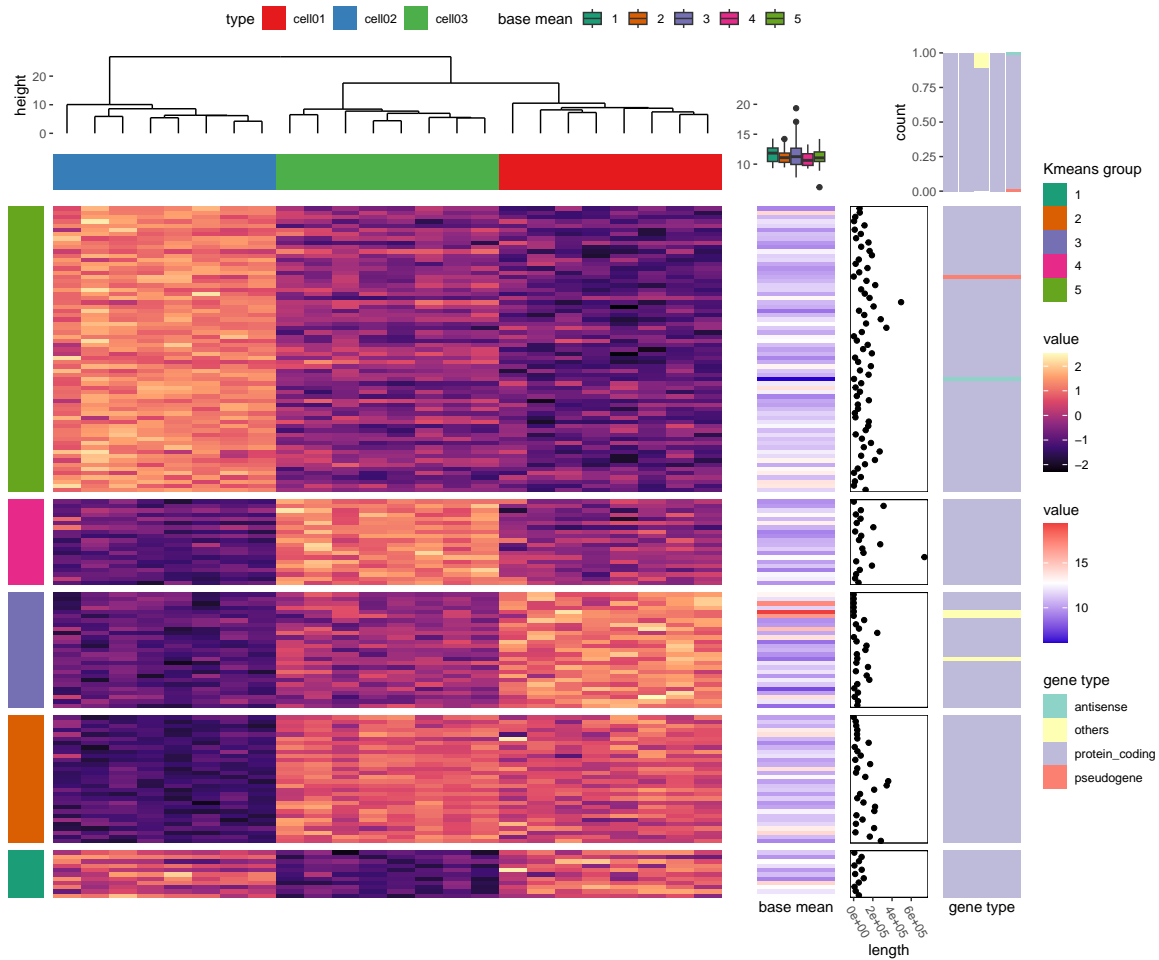 type cell01 cell02 cell03 base mean 1 2 3 4 5
height
20
10
0
20
15
10
count
1.00
0.75
0.50
0.25
0.00
Kmeans group
1
2
3
4
5
value
2
1
0
−1
−2
value
15
10
gene type
antisense
others
protein_coding
pseudogene
base mean
0e+00
2e+05
4e+05
6e+05
length
gene type